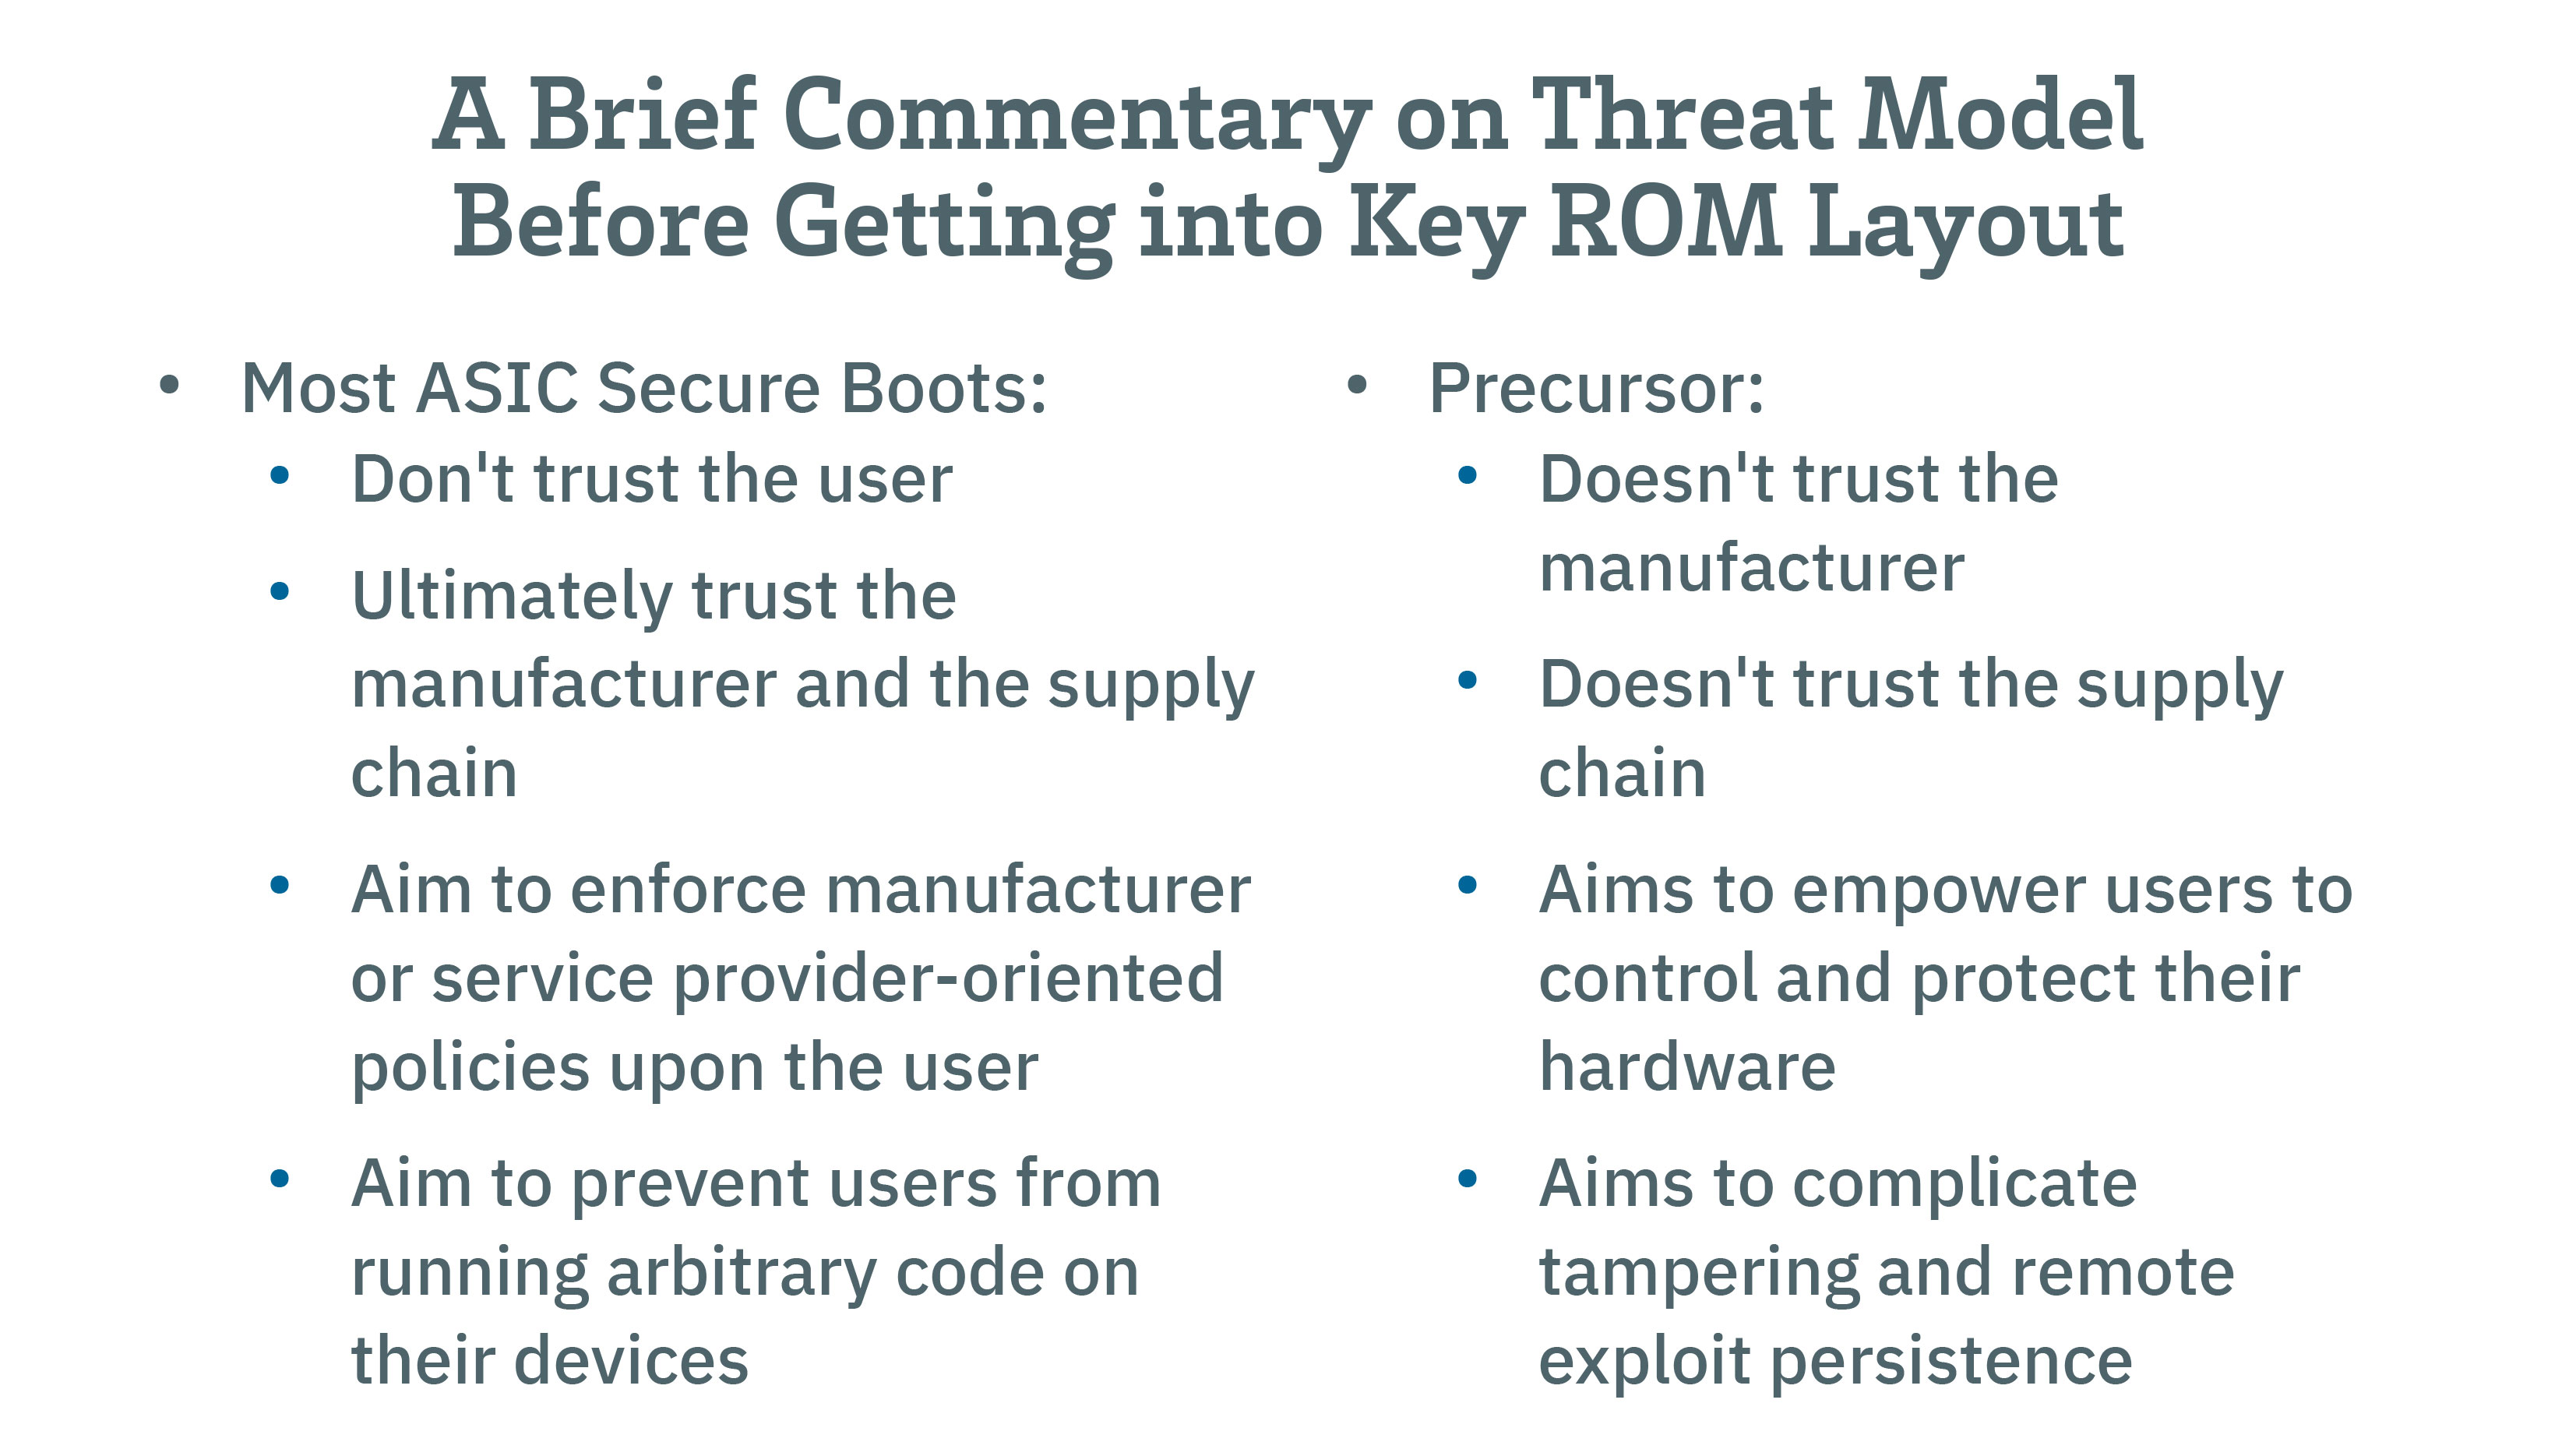 A Brief Commentary on Threat Model
Before Getting into Key ROM Layout
• Most ASIC Secure Boots:
• Don't trust the user
• Ultimately trust the
manufacturer and the supply
chain
• Aim to enforce manufacturer
or service provider-oriented
policies upon the user
• Aim to prevent users from
running arbitrary code on
their devices
• Precursor:
• Doesn't trust the
manufacturer
• Doesn't trust the supply
chain
• Aims to empower users to
control and protect their
hardware
• Aims to complicate
tampering and remote
exploit persistence